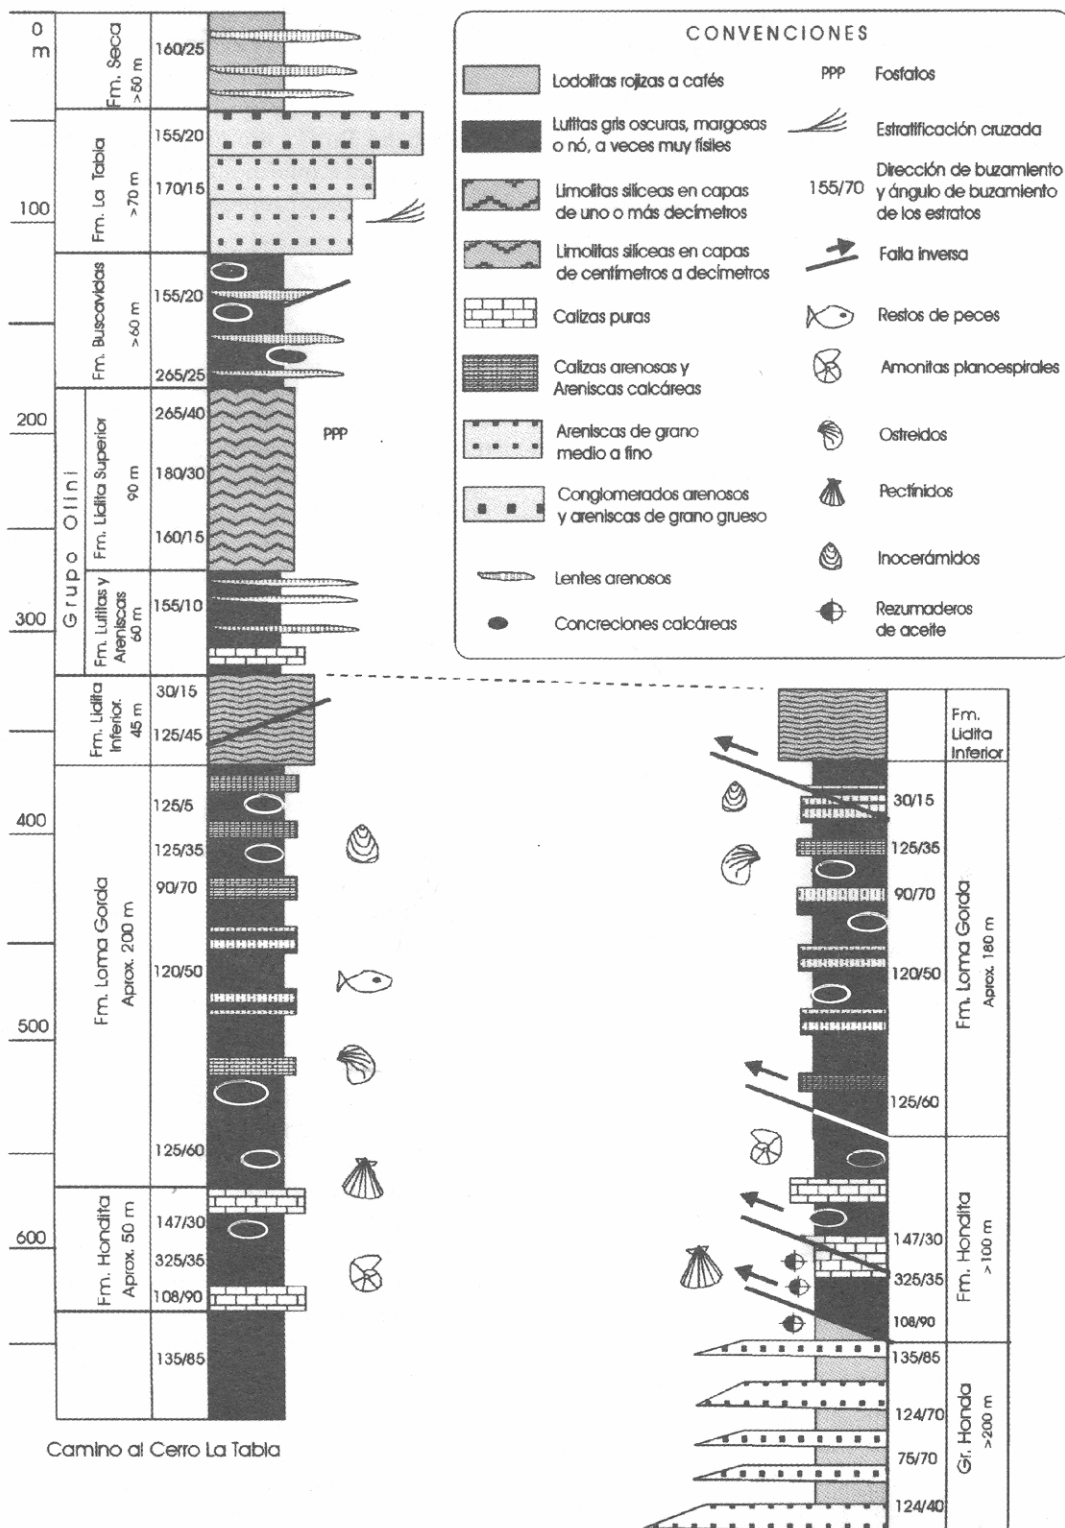 0
m
100
200
300
400
500
600
Fm. Seca
>50 m
160/25
Fm. La Tabla
>70 m
155/20
170/15
Fm. Buscavidas
>60 m
155/20
265/25
Grupo Olini
Fm. Lidita Superior
90 m
265/40
180/30
160/15
PPP
Fm. Lutitas y
Areniscas
60 m
155/10
Fm. Lidita
Inferior.
45 m
30/15
125/45
Fm. Loma Gorda
Aprox. 200 m
125/5
125/35
90/70
120/50
125/60
Fm. Hondita
Aprox. 50 m
147/30
325/35
108/90
135/85
Camino al Cerro La Tabla
CONVENCIONES
Lodolitas rojizas a cafés
Lutitas gris oscuras, margosas
o nó, a veces muy físiles
Limolitas silíceas en capas
de uno o más decímetros
Limolitas silíceas en capas
de centímetros a decímetros
Calizas puras
Calizas arenosas y
Areniscas calcáreas
Areniscas de grano
medio a fino
Conglomerados arenosos
y areniscas de grano grueso
Lentes arenosos
Concreciones calcáreas
PPP
Fosfatos
Estratificación cruzada
155/70
Dirección de buzamiento
y ángulo de buzamiento
de los estratos
Falla inversa
Restos de peces
Amonitas planoespirales
Ostreidos
Pectínidos
Inocerámidos
Rezumaderos
de aceite
Fm.
Lidita
Inferior
30/15
125/35
90/70
120/50
125/60
Fm. Loma Gorda
Aprox. 180 m
147/30
325/35
108/90
Fm. Hondita
>100 m
135/85
124/70
75/70
124/40
Gr. Honda
>200 m